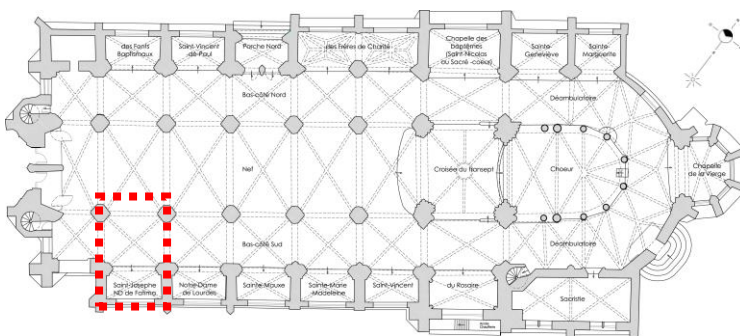 des Fonts
Baptismaux
Saint-Vincent
de Paul
Porche Nord
des Frères de Charité
Chapelle des
baptêmes
(Saint-Nicolas
ou Sacré-coeur)
Sainte-
Geneviève
Sainte-
Marguerite
Bas-côté Nord
Déambulatoire
Nef
Croisée du transept
Choeur
Chapelle
de la Vierge
Bas-côté Sud
Déambulatoire
Saint-Josephe
ND de Fatima
Notre-Dame
de Lourdes
Sainte-Mauxe
Sainte-Marie
Madeleine
Saint-Vincent
du Rosaire
Sacristie